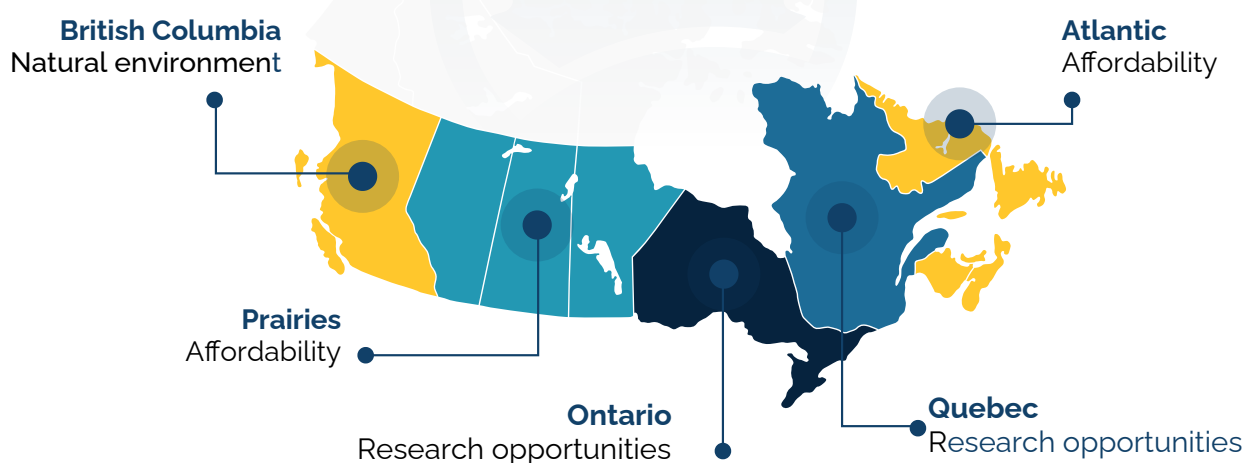 British Columbia
Natural environment
Atlantic
Affordability
Prairies
Affordability
Ontario
Research opportunities
Quebec
Research opportunities